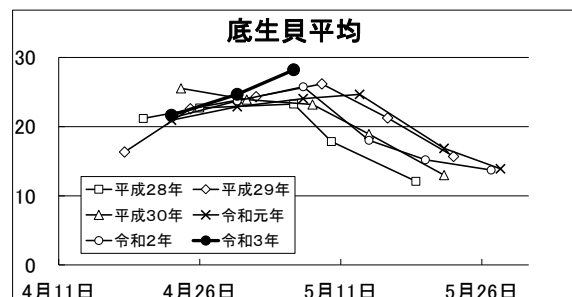 底生貝平均
30
20
10
0
平成28年 平成29年
平成30年 令和元年
令和2年 令和3年
4月11日 4月26日 5月11日 5月26日